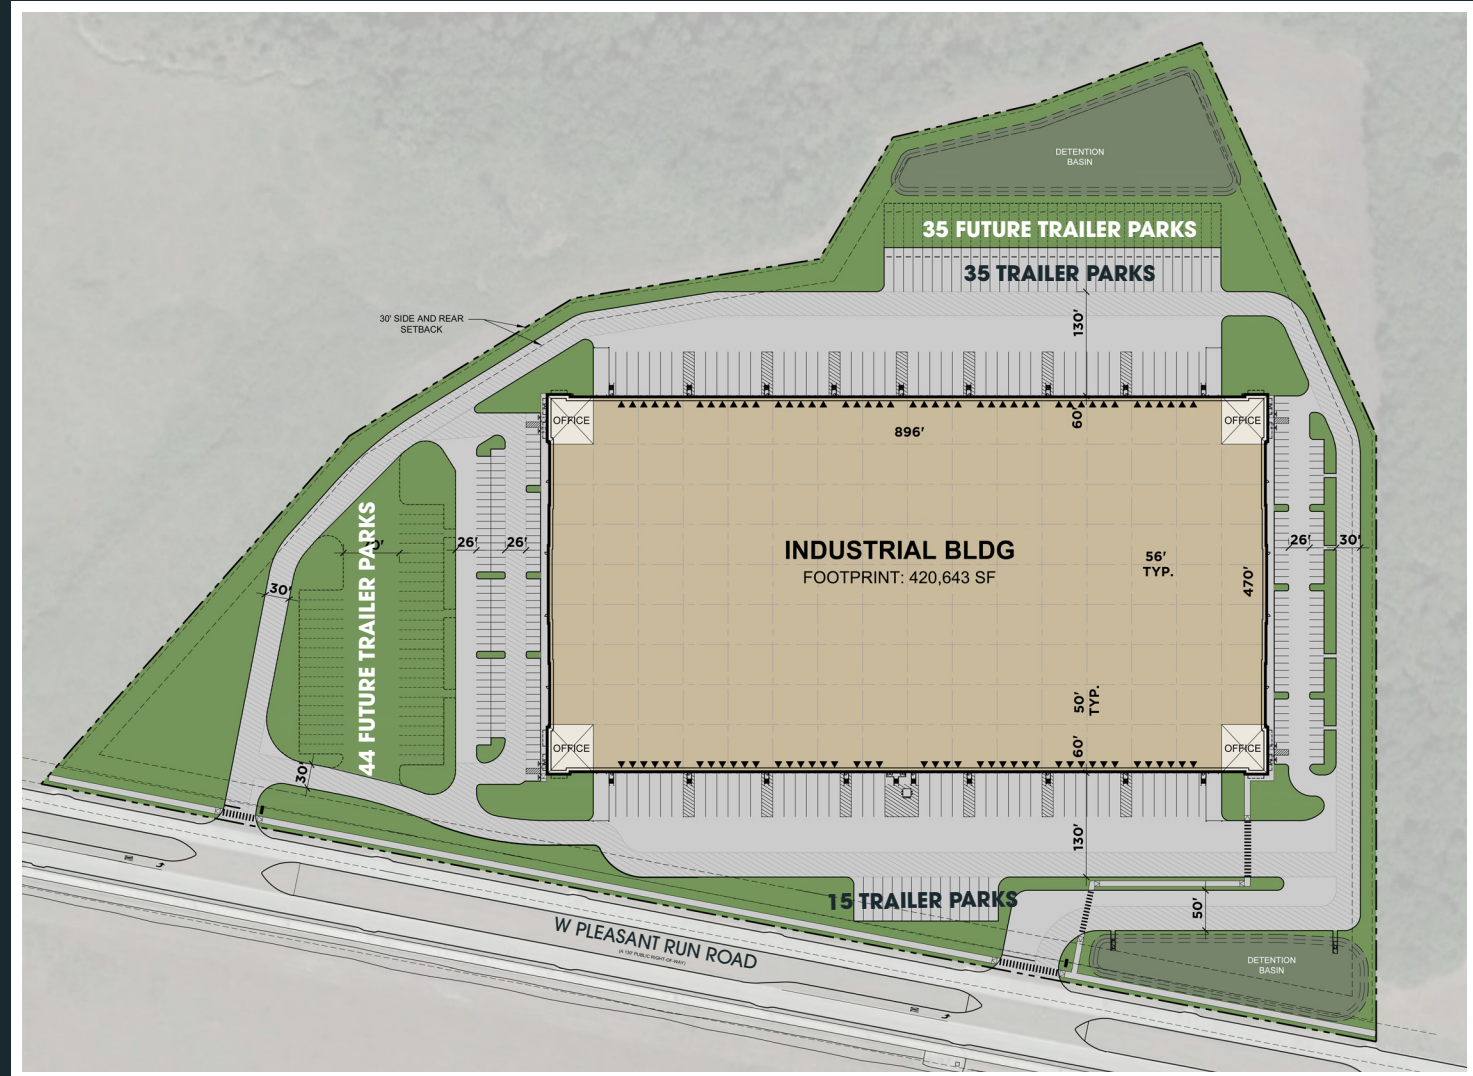 DETENTION
BASIN
35 FUTURE TRAILER PARKS
35 TRAILER PARKS
30' SIDE AND REAR
SETBACK
130'
OFFICE
896'
60'
OFFICE
44 FUTURE TRAILER PARKS
26'
26'
INDUSTRIAL BLDG
FOOTPRINT: 420,643 SF
56'
TYP.
470'
26'
30'
30'
50'
TYP.
60'
OFFICE
OFFICE
30'
130'
15 TRAILER PARKS
50'
W PLEASANT RUN ROAD
DETENTION
BASIN